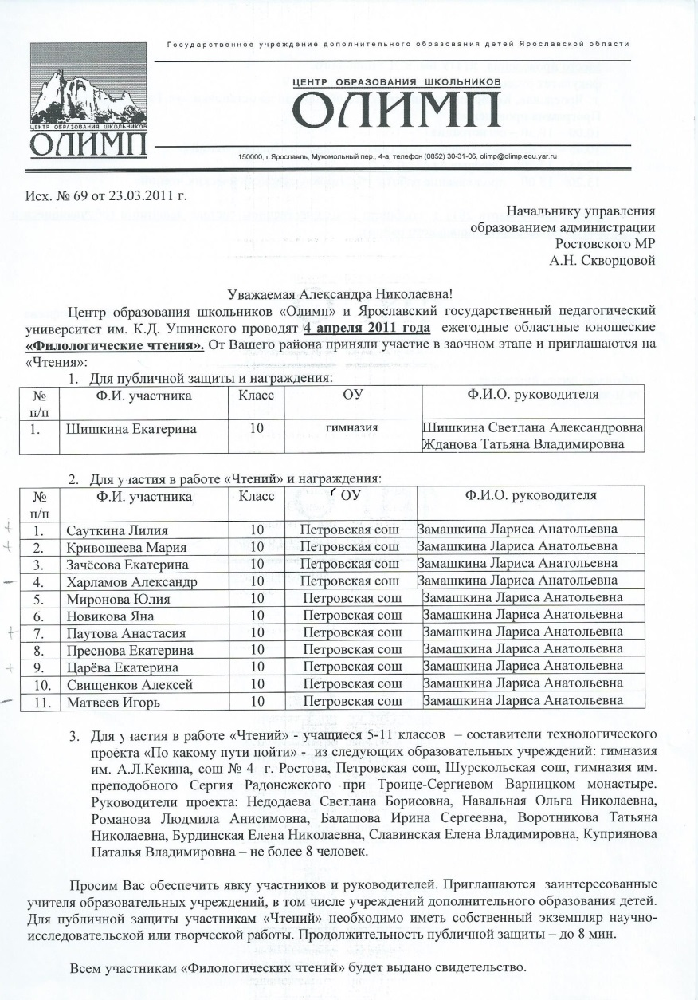 Государственное учреждение дополнительного образования детей Ярославской области
ЦЕНТР ОБРАЗОВАНИЯ ШКОЛЬНИКОВ
ОЛИМП
ЦЕНТР ОБРАЗОВАНИЯ ШКОЛЬНИКОВ
ОЛИМП
150000, г.Ярославль, Мукомольный пер., 4-а, телефон (0852) 30-31-06, olimp@olimp.edu.yar.ru
Исх. № 69 от 23.03.2011 г.
Начальнику управления
образованием администрации
Ростовского МР
А.Н. Скворцовой
Уважаемая Александра Николаевна!
Центр образования школьников «Олимп» и Ярославский государственный педагогический
университет им. К.Д. Ушинского проводят 4 апреля 2011 года ежегодные областные юношеские
«Филологические чтения». От Вашего района приняли участие в заочном этапе и приглашаются на
«Чтения»:
1. Для публичной защиты и награждения:
№ п/п Ф.И. участника Класс ОУ Ф.И.О. руководителя
1. Шишкина Екатерина 10 гимназия Шишкина Светлана Александровна
Жданова Татьяна Владимировна
2. Для участия в работе «Чтений» и награждения:
№ п/п Ф.И. участника Класс ОУ Ф.И.О. руководителя
+ 1. Сауткина Лилия 10 Петровская сош Замашкина Лариса Анатольевна
+ 2. Кривошеева Мария 10 Петровская сош Замашкина Лариса Анатольевна
3. Зачёсова Екатерина 10 Петровская сош Замашкина Лариса Анатольевна
– 4. Харламов Александр 10 Петровская сош Замашкина Лариса Анатольевна
5. Миронова Юлия 10 Петровская сош Замашкина Лариса Анатольевна
6. Новикова Яна 10 Петровская сош Замашкина Лариса Анатольевна
+ 7. Паутова Анастасия 10 Петровская сош Замашкина Лариса Анатольевна
8. Преснова Екатерина 10 Петровская сош Замашкина Лариса Анатольевна
+ 9. Царёва Екатерина 10 Петровская сош Замашкина Лариса Анатольевна
10. Свищенков Алексей 10 Петровская сош Замашкина Лариса Анатольевна
– 11. Матвеев Игорь 10 Петровская сош Замашкина Лариса Анатольевна
3. Для участия в работе «Чтений» - учащиеся 5-11 классов – составители технологического
проекта «По какому пути пойти» - из следующих образовательных учреждений: гимназия
им. А.Л.Кекина, сош № 4 г. Ростова, Петровская сош, Шурскольская сош, гимназия им.
преподобного Сергия Радонежского при Троице-Сергиевом Варницком монастыре.
Руководители проекта: Недодаева Светлана Борисовна, Навальная Ольга Николаевна,
Романова Людмила Анисимовна, Балашова Ирина Сергеевна, Воротникова Татьяна
Николаевна, Бурдинская Елена Николаевна, Славинская Елена Владимировна, Куприянова
Наталья Владимировна – не более 8 человек.
Просим Вас обеспечить явку участников и руководителей. Приглашаются заинтересованные
учителя образовательных учреждений, в том числе учреждений дополнительного образования детей.
Для публичной защиты участникам «Чтений» необходимо иметь собственный экземпляр научно-
исследовательской или творческой работы. Продолжительность публичной защиты – до 8 мин.
Всем участникам «Филологических чтений» будет выдано свидетельство.